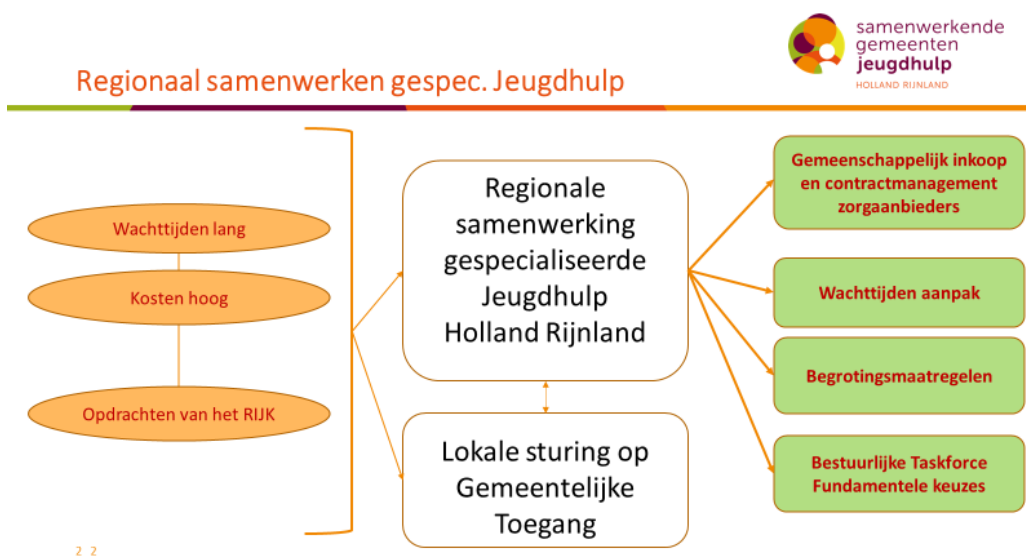 samenwerkende
gemeenten
jeugdhulp
HOLLAND RIJNLAND
Regionaal samenwerken gespec. Jeugdhulp
Wachttijden lang
Kosten hoog
Opdrachten van het RIJK
Regionale
samenwerking
gespecialiseerde
Jeugdhulp
Holland Rijnland
Lokale sturing op
Gemeentelijke
Toegang
Gemeenschappelijk inkoop
en contractmanagement
zorgaanbieders
Wachttijden aanpak
Begrotingsmaatregelen
Bestuurlijke Taskforce
Fundamentele keuzes
2 2